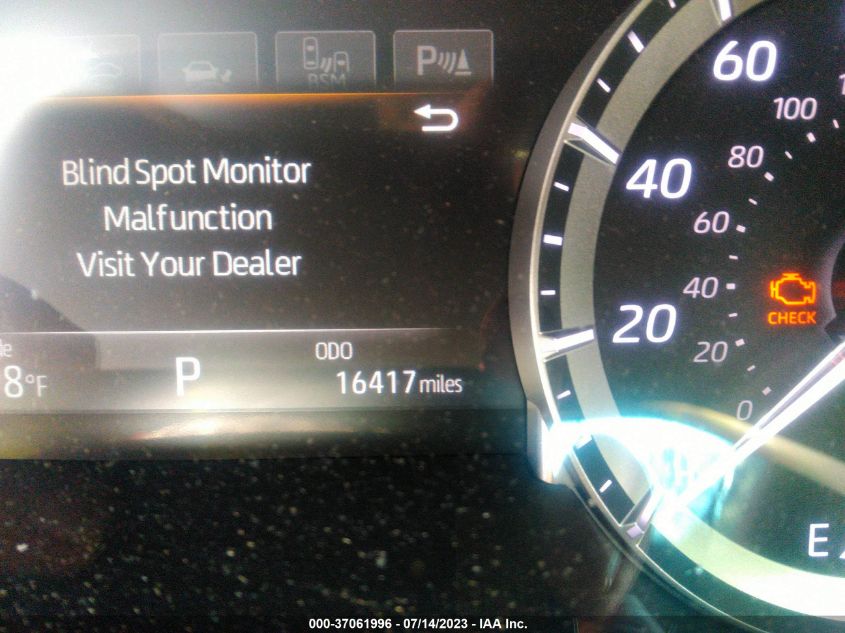 BSM
P
Blind Spot Monitor
Malfunction
Visit Your Dealer
8°F
P
ODO
16417 miles
60
40
20
100
80
60
40
20
0
CHECK
E
000-37061996 - 07/14/2023 - IAA Inc.